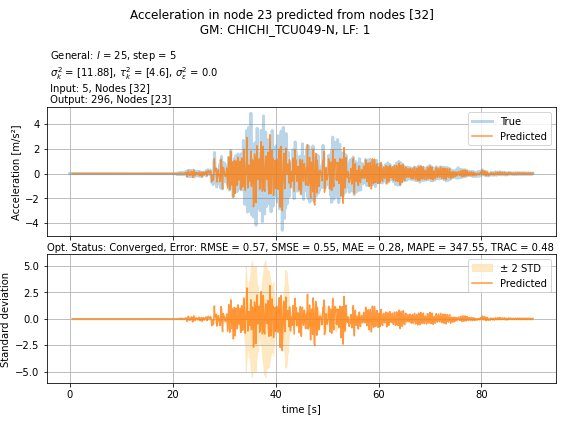 Acceleration in node 23 predicted from nodes [32]
GM: CHICHI_TCU049-N, LF: 1
General: l = 25, step = 5
σ²ₖ = [11.88], τ²ₖ = [4.6], σ²ε = 0.0
Input: 5, Nodes [32]
Output: 296, Nodes [23]
Acceleration [m/s²]
4
2
0
−2
−4
True
Predicted
Opt. Status: Converged, Error: RMSE = 0.57, SMSE = 0.55, MAE = 0.28, MAPE = 347.55, TRAC = 0.48
Standard deviation
5.0
2.5
0.0
−2.5
−5.0
± 2 STD
Predicted
0
20
40
60
80
time [s]